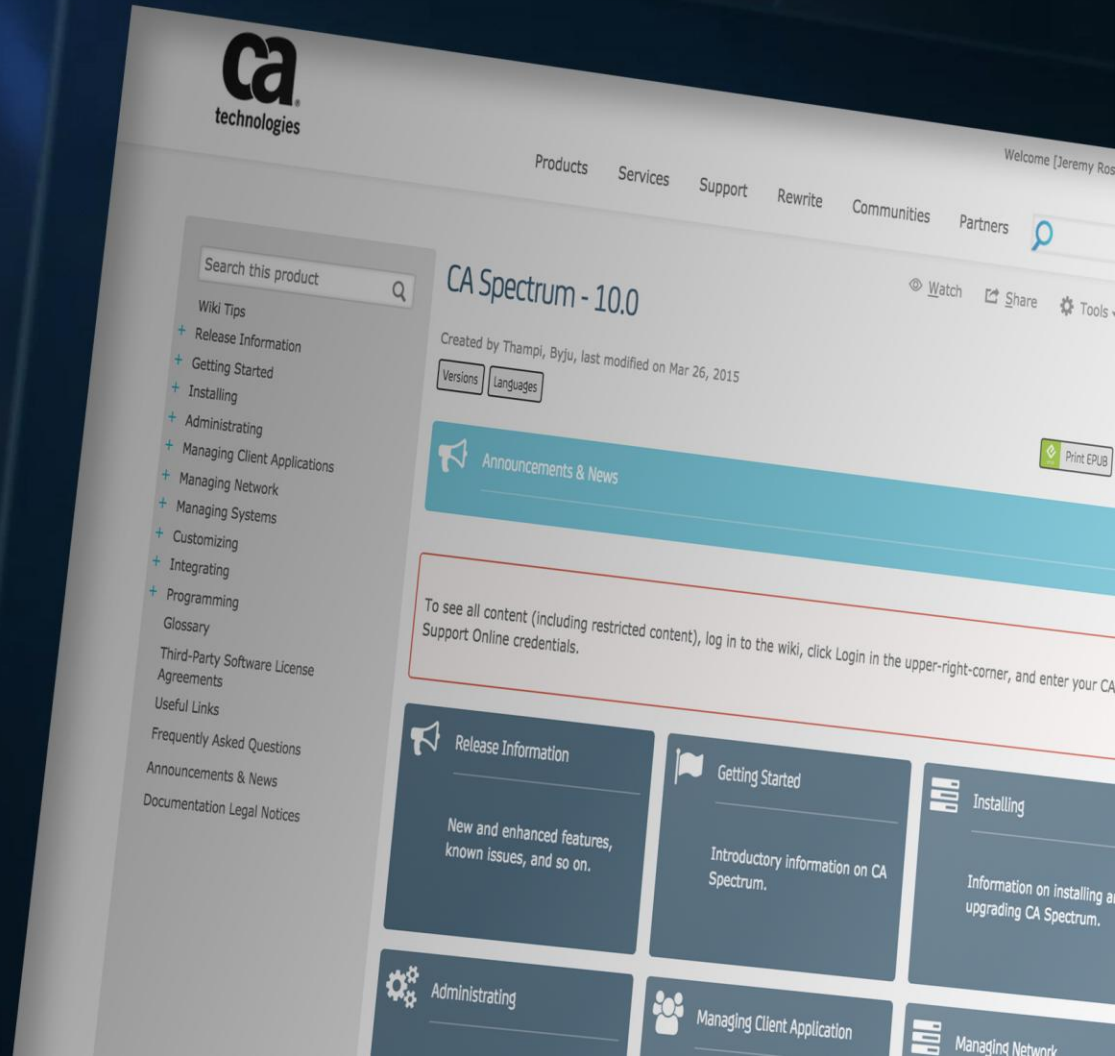 ca
technologies
Welcome [Jeremy Ros
Products Services Support Rewrite Communities Partners
Search this product
Wiki Tips
+ Release Information
+ Getting Started
+ Installing
+ Administrating
+ Managing Client Applications
+ Managing Network
+ Managing Systems
+ Customizing
+ Integrating
+ Programming
Glossary
Third-Party Software License
Agreements
Useful Links
Frequently Asked Questions
Announcements & News
Documentation Legal Notices
CA Spectrum - 10.0
Watch Share Tools
Created by Thampi, Byju, last modified on Mar 26, 2015
Versions Languages
Print EPUB
Announcements & News
To see all content (including restricted content), log in to the wiki, click Login in the upper-right-corner, and enter your CA
Support Online credentials.
Release Information
New and enhanced features,
known issues, and so on.
Getting Started
Introductory information on CA
Spectrum.
Installing
Information on installing a
upgrading CA Spectrum.
Administrating
Managing Client Application
Managing Network